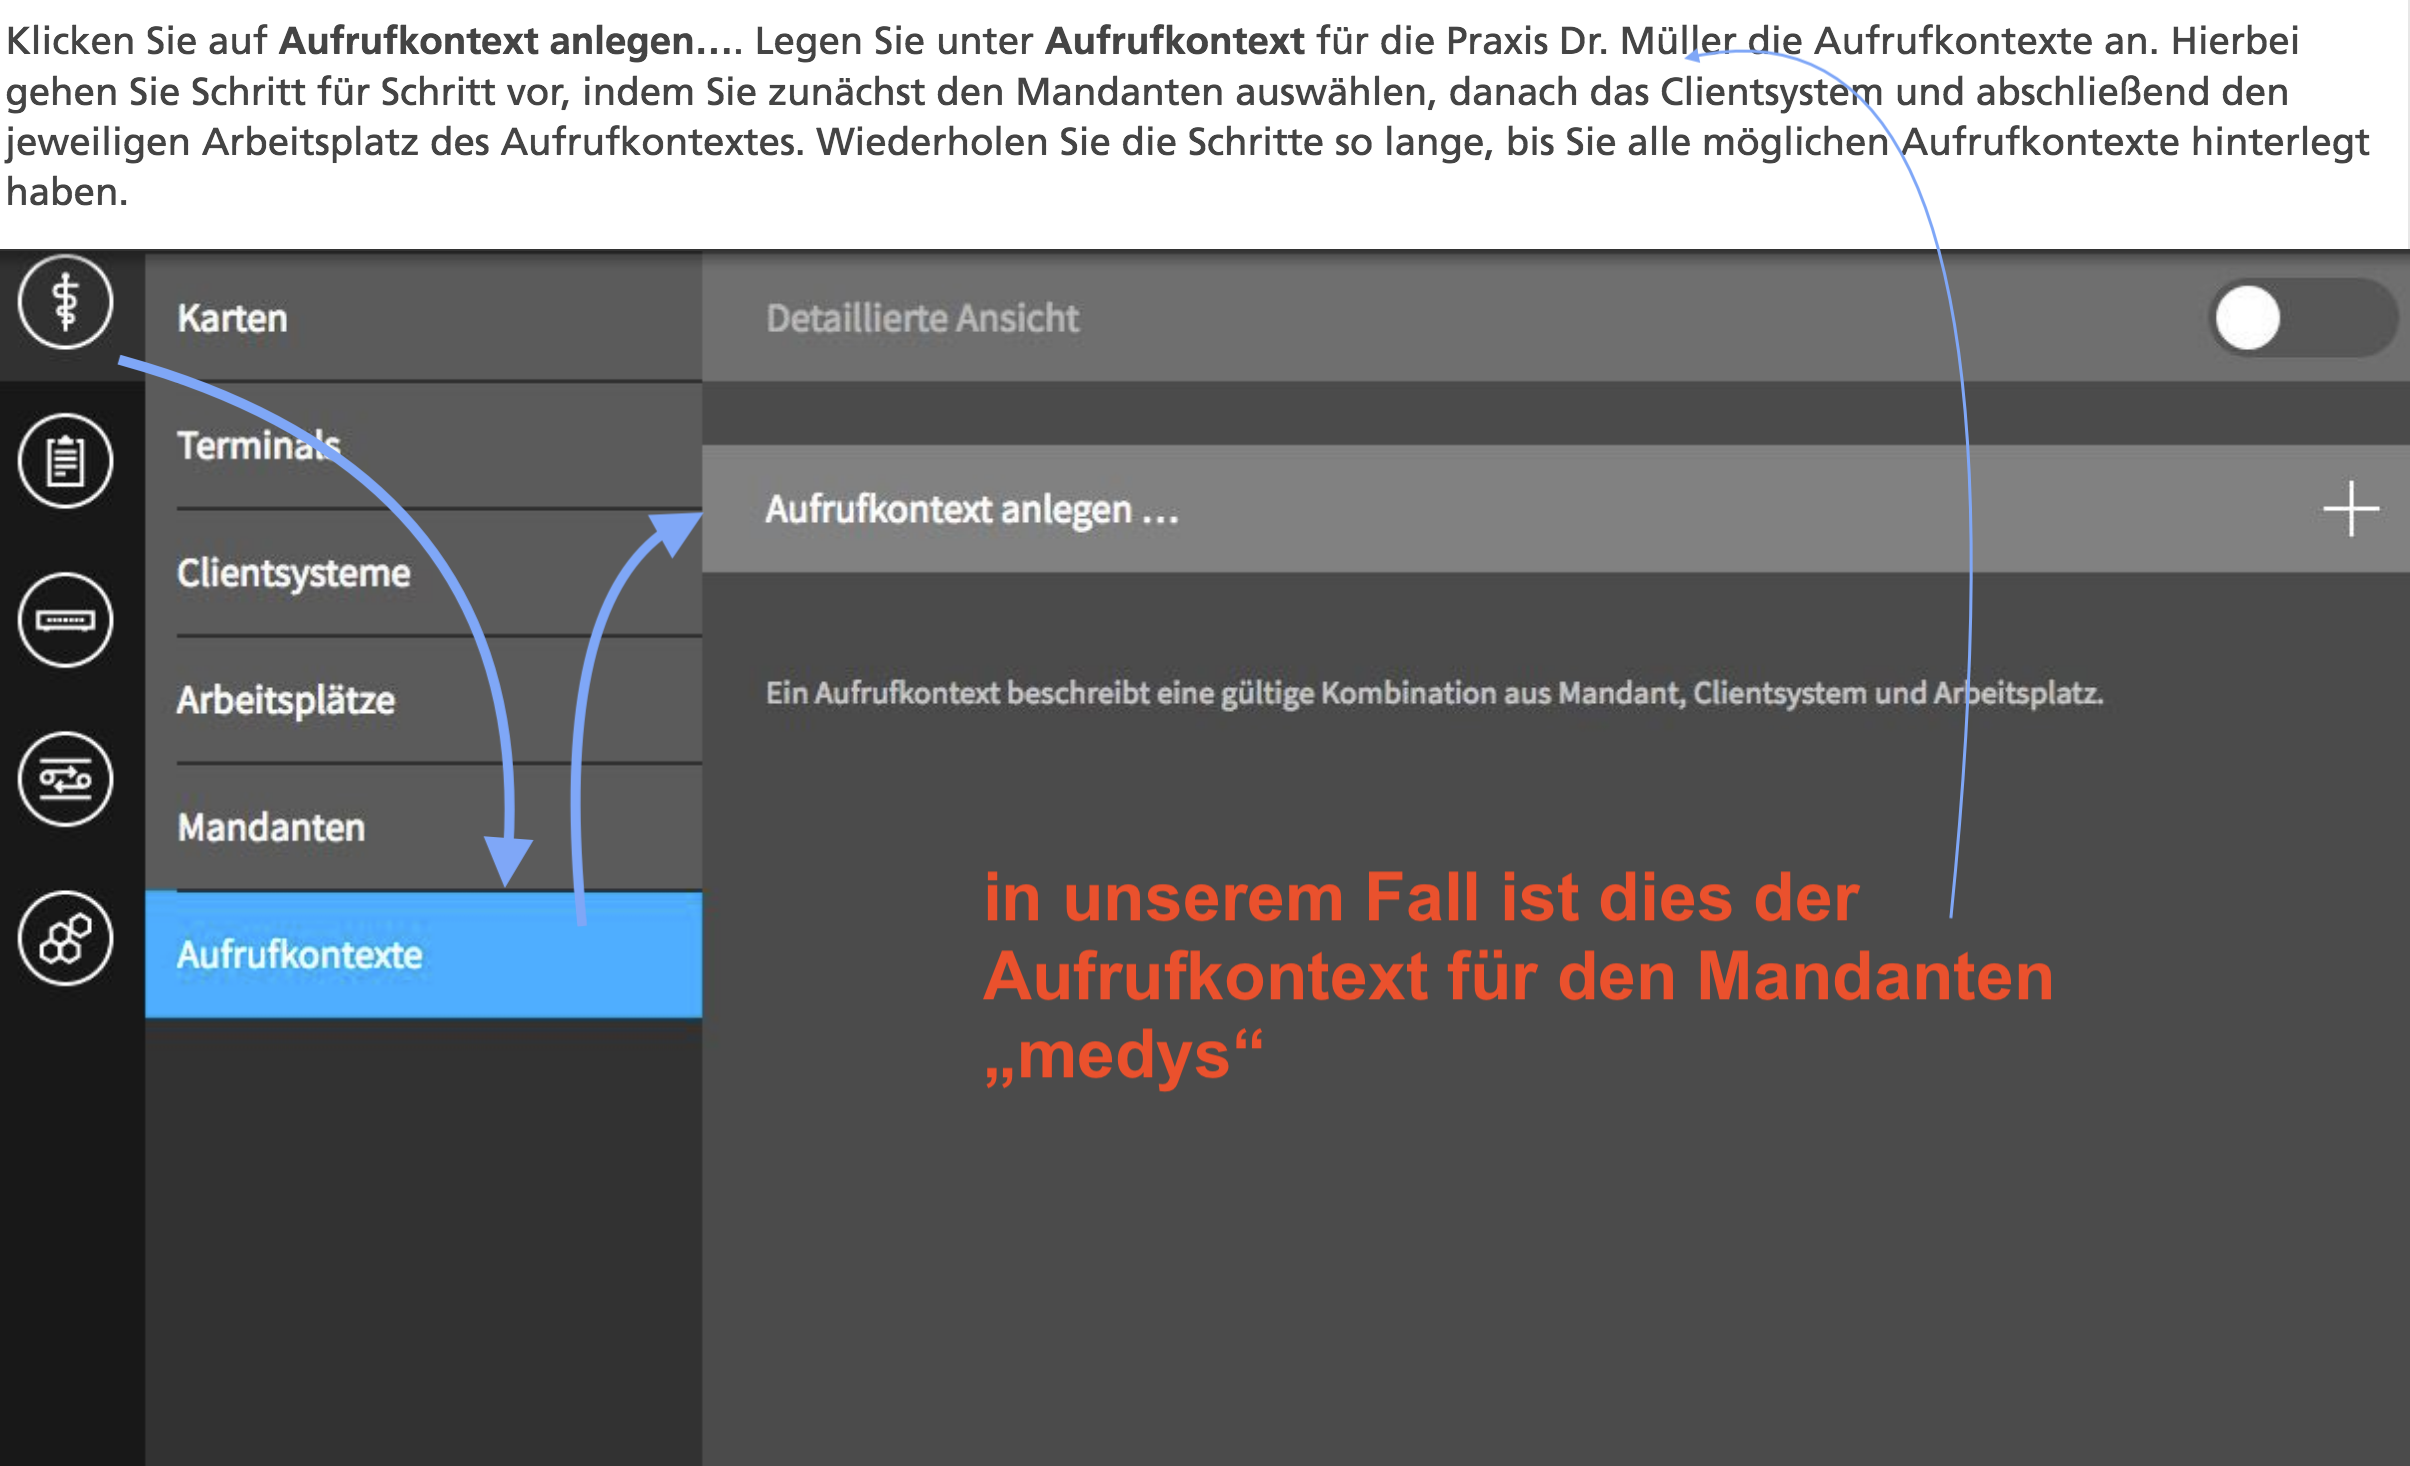 Klicken Sie auf Aufrufkontext anlegen.... Legen Sie unter Aufrufkontext für die Praxis Dr. Müller die Aufrufkontexte an. Hierbei
gehen Sie Schritt für Schritt vor, indem Sie zunächst den Mandanten auswählen, danach das Clientsystem und abschließend den
jeweiligen Arbeitsplatz des Aufrufkontextes. Wiederholen Sie die Schritte so lange, bis Sie alle möglichen Aufrufkontexte hinterlegt
haben.
Karten
Terminals
Clientsysteme
Arbeitsplätze
Mandanten
Aufrufkontexte
Detaillierte Ansicht
Aufrufkontext anlegen ...
Ein Aufrufkontext beschreibt eine gültige Kombination aus Mandant, Clientsystem und Arbeitsplatz.
in unserem Fall ist dies der
Aufrufkontext für den Mandanten
„medys“